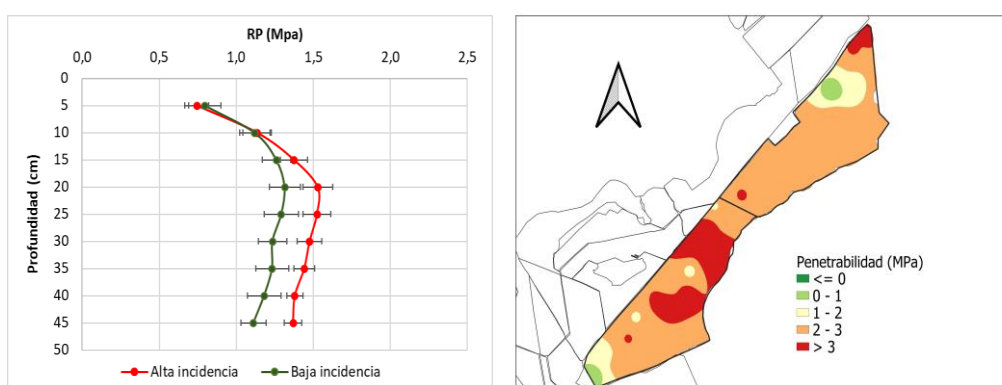 RP (Mpa)
0,0 0,5 1,0 1,5 2,0 2,5
Profundidad (cm)
0
5
10
15
20
25
30
35
40
45
50
Alta incidencia Baja incidencia
Penetrabilidad (MPa)
<= 0
0 - 1
1 - 2
2 - 3
> 3